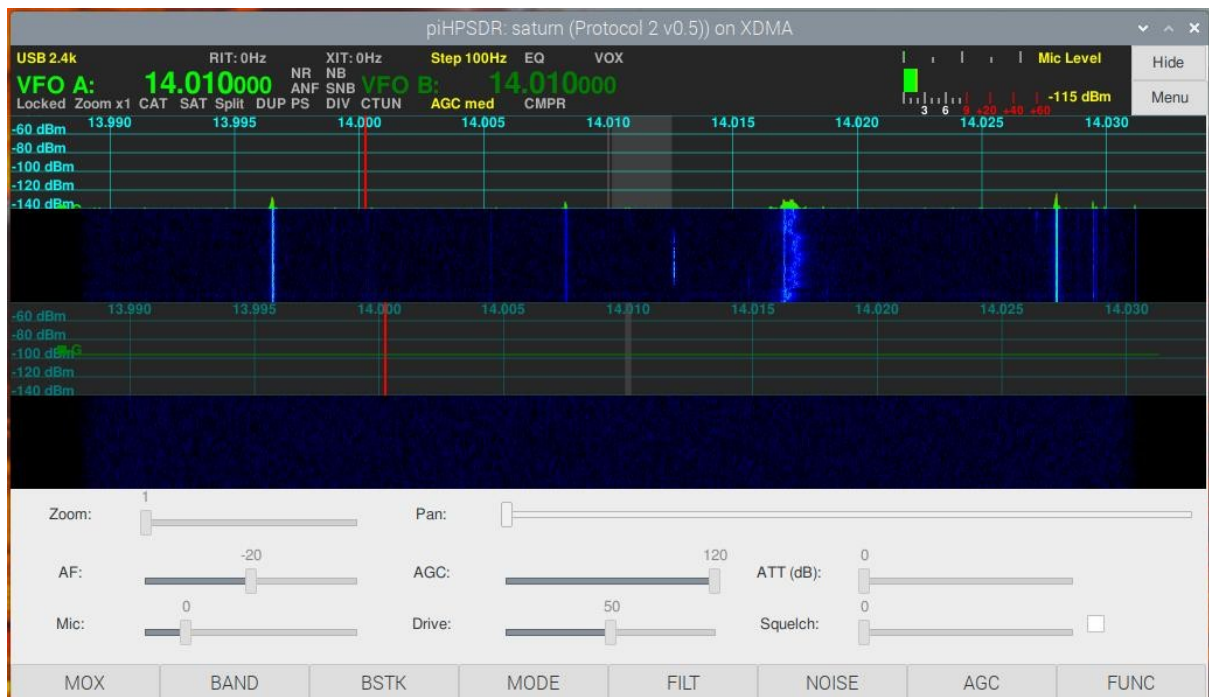 piHPSDR: saturn (Protocol 2 v0.5)) on XDMA
USB 2.4k RIT: 0Hz XIT: 0Hz Step 100Hz EQ VOX Mic Level Hide
VFO A: 14.010000 NR NB VFO B: 14.010000
ANF SNB -115 dBm Menu
Locked Zoom x1 CAT SAT Split DUP PS DIV CTUN AGC med CMPR
3 6 9 +20 +40 +60
13.990 13.995 14.000 14.005 14.010 14.015 14.020 14.025 14.030
-60 dBm
-80 dBm
-100 dBm
-120 dBm
-140 dBm
13.990 13.995 14.000 14.005 14.010 14.015 14.020 14.025 14.030
-60 dBm
-80 dBm
-100 dBm G
-120 dBm
-140 dBm
1
Zoom: Pan:
-20 120 0
AF: AGC: ATT (dB):
0 50 0
Mic: Drive: Squelch:
MOX BAND BSTK MODE FILT NOISE AGC FUNC